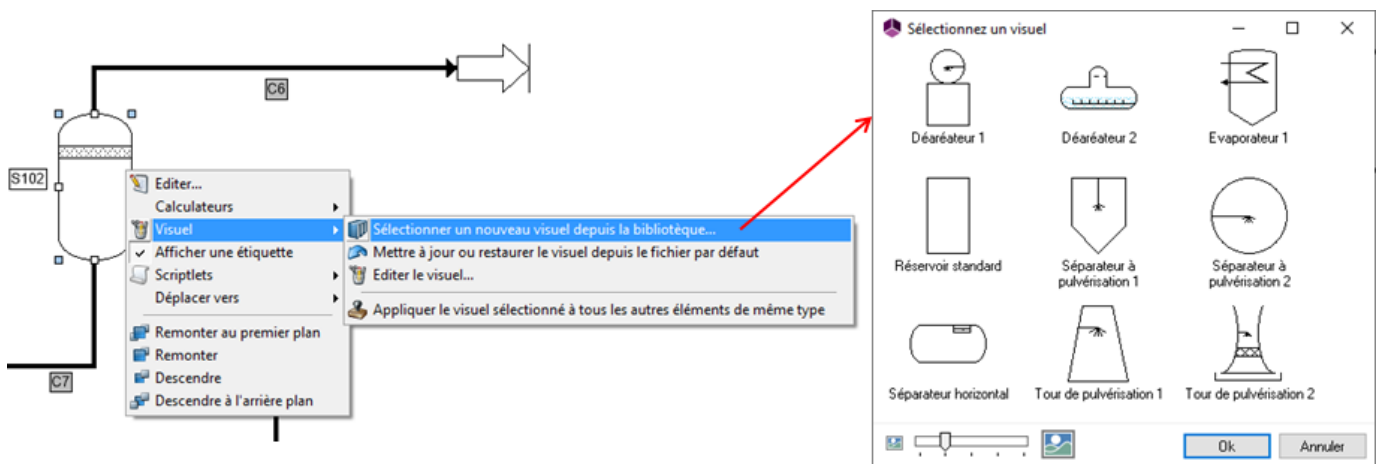 C6
S102
C7
Editer...
Calculateurs
Visuel
Afficher une étiquette
Scriptlets
Déplacer vers
Remonter au premier plan
Remonter
Descendre
Descendre à l'arrière plan
Sélectionner un nouveau visuel depuis la bibliotèque...
Mettre à jour ou restaurer le visuel depuis le fichier par défaut
Editer le visuel...
Appliquer le visuel sélectionné à tous les autres éléments de même type
Sélectionnez un visuel
Déaréateur 1
Déaréateur 2
Evaporateur 1
Réservoir standard
Séparateur à
pulvérisation 1
Séparateur à
pulvérisation 2
Séparateur horizontal
Tour de pulvérisation 1
Tour de pulvérisation 2
Ok
Annuler